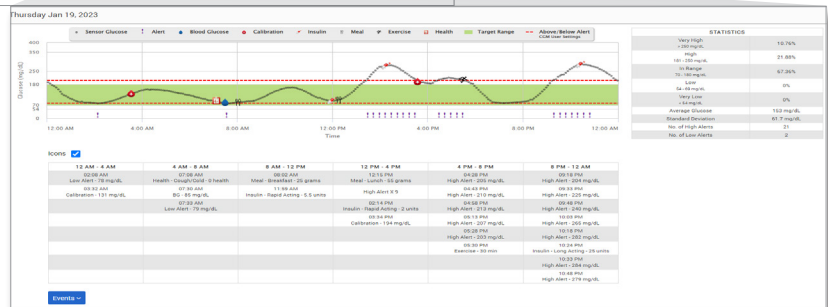 Thursday Jan 19, 2023
Sensor Glucose Alert Blood Glucose Calibration Insulin Meal Exercise Health Target Range Above/Below Alert
CGM User Settings
Glucose (mg/dL)
400
350
250
180
70
54
0
12:00 AM 4:00 AM 8:00 AM 12:00 PM 4:00 PM 8:00 PM 12:00 AM
Time
STATISTICS
Very High 10.76%
> 250 mg/dL
High 21.88%
181 - 250 mg/dL
In Range 67.36%
70 - 180 mg/dL
Low 0%
54 - 69 mg/dL
Very Low 0%
< 54 mg/dL
Average Glucose 153 mg/dL
Standard Deviation 61.7 mg/dL
No. of High Alerts 21
No. of Low Alerts 2
Icons
12 AM - 4 AM 4 AM - 8 AM 8 AM - 12 PM 12 PM - 4 PM 4 PM - 8 PM 8 PM - 12 AM
02:08 AM 07:08 AM 08:02 AM 12:15 PM 04:28 PM 09:18 PM
Low Alert - 78 mg/dL Health - Cough/Cold - 0 health Meal - Breakfast - 25 grams Meal - Lunch - 55 grams High Alert - 205 mg/dL High Alert - 204 mg/dL
03:32 AM 07:30 AM 11:59 AM High Alert X 5 04:43 PM 09:33 PM
Calibration - 131 mg/dL BG - 85 mg/dL Insulin - Rapid Acting - 5.5 units High Alert - 210 mg/dL High Alert - 225 mg/dL
07:33 AM 02:14 PM 04:58 PM 09:48 PM
Low Alert - 79 mg/dL Insulin - Rapid Acting - 2 units High Alert - 213 mg/dL High Alert - 240 mg/dL
03:34 PM 05:13 PM 10:03 PM
Calibration - 194 mg/dL High Alert - 207 mg/dL High Alert - 266 mg/dL
05:28 PM 10:18 PM
High Alert - 203 mg/dL High Alert - 282 mg/dL
05:30 PM 10:24 PM
Exercise - 30 min Insulin - Long Acting - 29 units
10:33 PM
High Alert - 284 mg/dL
10:48 PM
High Alert - 279 mg/dL
Events